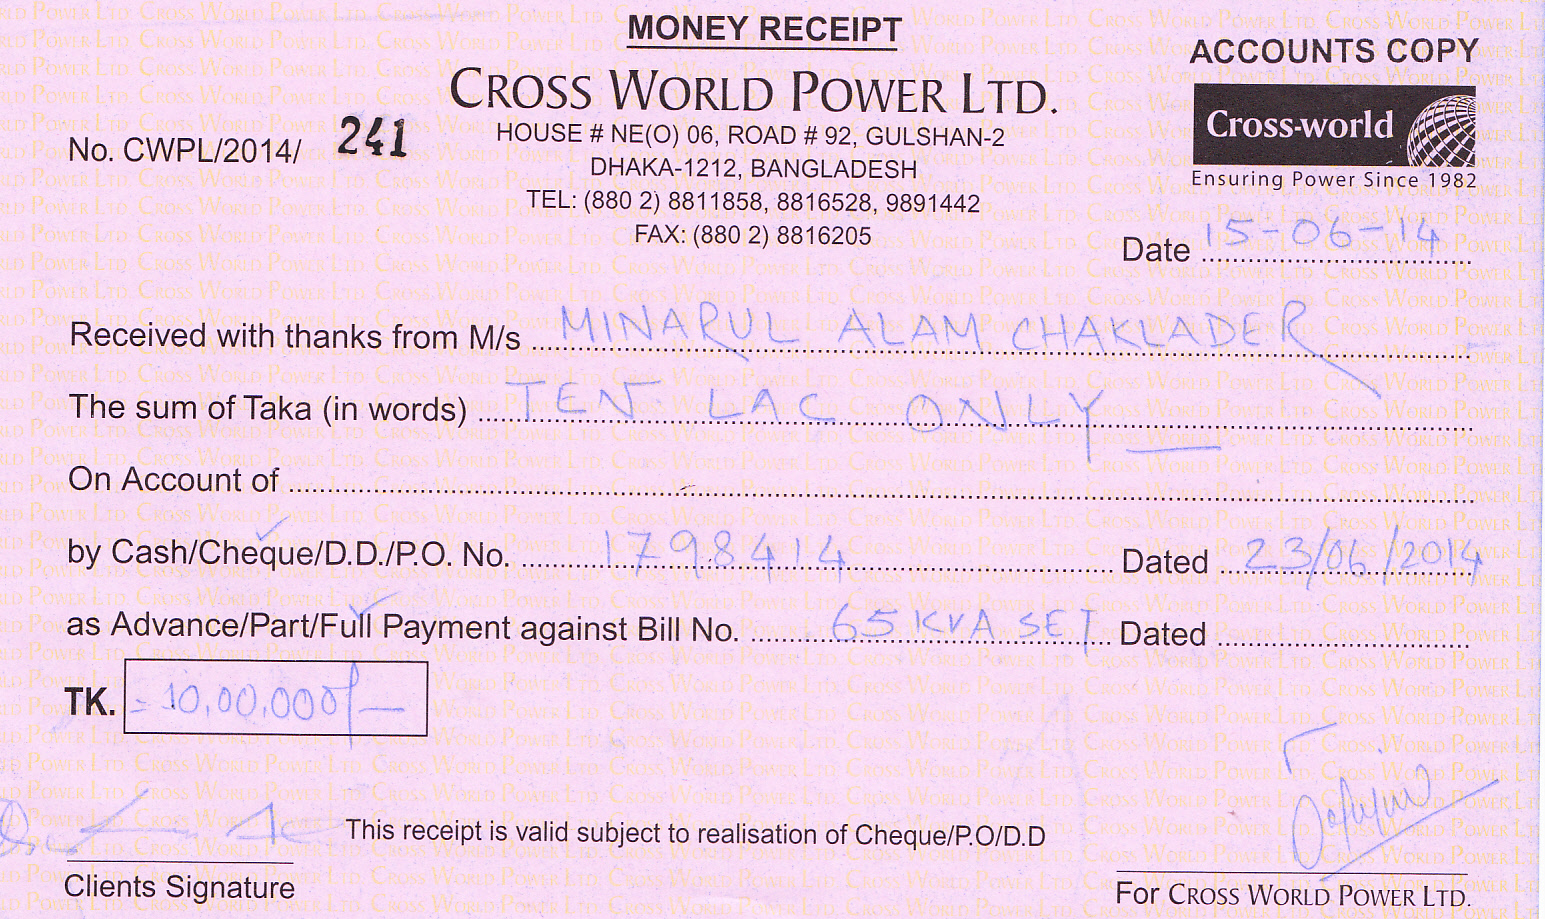 MONEY RECEIPT
ACCOUNTS COPY
CROSS WORLD POWER LTD.
Cross-world
Ensuring Power Since 1982
No. CWPL/2014/ 241
HOUSE # NE(O) 06, ROAD # 92, GULSHAN-2
DHAKA-1212, BANGLADESH
TEL: (880 2) 8811858, 8816528, 9891442
FAX: (880 2) 8816205
Date 15-06-14
Received with thanks from M/s MINARUL ALAM CHAKLADER
The sum of Taka (in words) TEN LAC ONLY
On Account of
by Cash/Cheque/D.D./P.O. No. 1798414 Dated 23/06/2014
as Advance/Part/Full Payment against Bill No. 65 KVA SET Dated
TK. = 10,00,000/-
This receipt is valid subject to realisation of Cheque/P.O/D.D
Clients Signature
For CROSS WORLD POWER LTD.